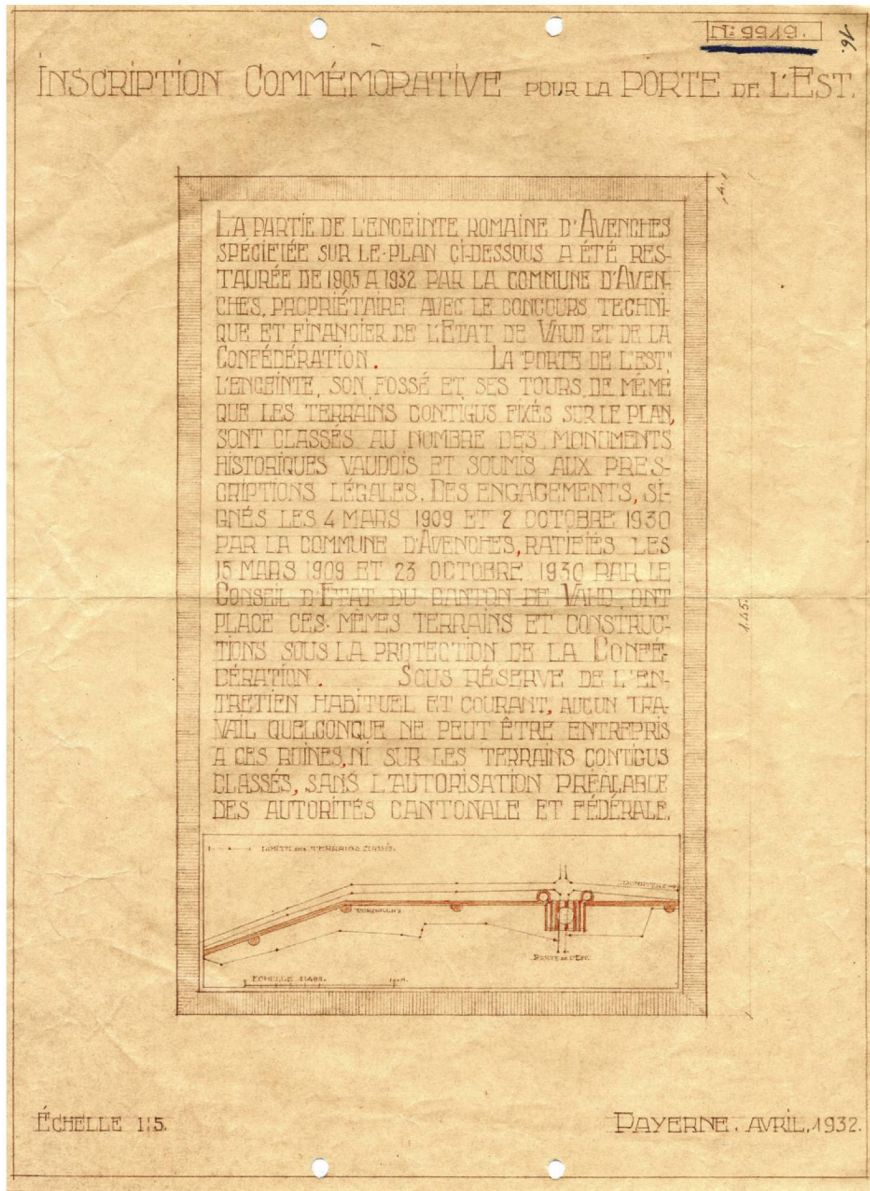 N: 9919.
16.
INSCRIPTION COMMÉMORATIVE POUR LA PORTE DE L'EST.
LA PARTIE DE L'ENCEINTE ROMAINE D'AVENCHES
SPÉCIFIÉE SUR LE PLAN CI-DESSOUS A ÉTÉ RES-
TAURÉE DE 1905 A 1932 PAR LA COMMUNE D'AVEN-
CHES, PROPRIÉTAIRE AVEC LE CONCOURS TECHNI-
QUE ET FINANCIER DE L'ETAT DE VAUD ET DE LA
CONFÉDÉRATION. LA "PORTE DE L'EST,"
L'ENCEINTE, SON FOSSÉ ET SES TOURS, DE MÊME
QUE LES TERRAINS CONTIGUS FIXÉS SUR LE PLAN,
SONT CLASSÉS AU NOMBRE DES MONUMENTS
HISTORIQUES VAUDOIS ET SOUMIS AUX PRES-
CRIPTIONS LÉGALES. DES ENGAGEMENTS, SI-
GNÉS LES 4 MARS 1909 ET 2 OCTOBRE 1930
PAR LA COMMUNE D'AVENCHES, RATIFIÉS LES
15 MARS 1909 ET 23 OCTOBRE 1930 PAR LE
CONSEIL D'ETAT DU CANTON DE VAUD, ONT
PLACÉ CES MÊMES TERRAINS ET CONSTRUC-
TIONS SOUS LA PROTECTION DE LA CONFÉ-
DÉRATION. SOUS RÉSERVE DE L'EN-
TRETIEN HABITUEL ET COURANT, AUCUN TRA-
VAIL QUELCONQUE NE PEUT ÊTRE ENTREPRIS
A CES RUINES, NI SUR LES TERRAINS CONTIGUS
CLASSÉS, SANS L'AUTORISATION PRÉALABLE
DES AUTORITÉS CANTONALE ET FÉDÉRALE.
145.
LIMITE DES TERRAINS CLASSÉS.
PORTE DE L'EST.
ECHELLE
ÉCHELLE 1:5.
PAYERNE. AVRIL, 1932.